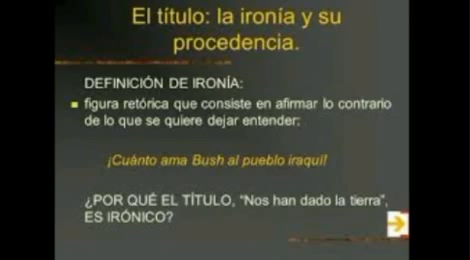 El título: la ironía y su
procedencia.
DEFINICIÓN DE IRONÍA:
figura retórica que consiste en afirmar lo contrario
de lo que se quiere dejar entender:
¡Cuánto ama Bush al pueblo iraquí!
¿POR QUÉ EL TÍTULO, “Nos han dado la tierra”,
ES IRÓNICO?